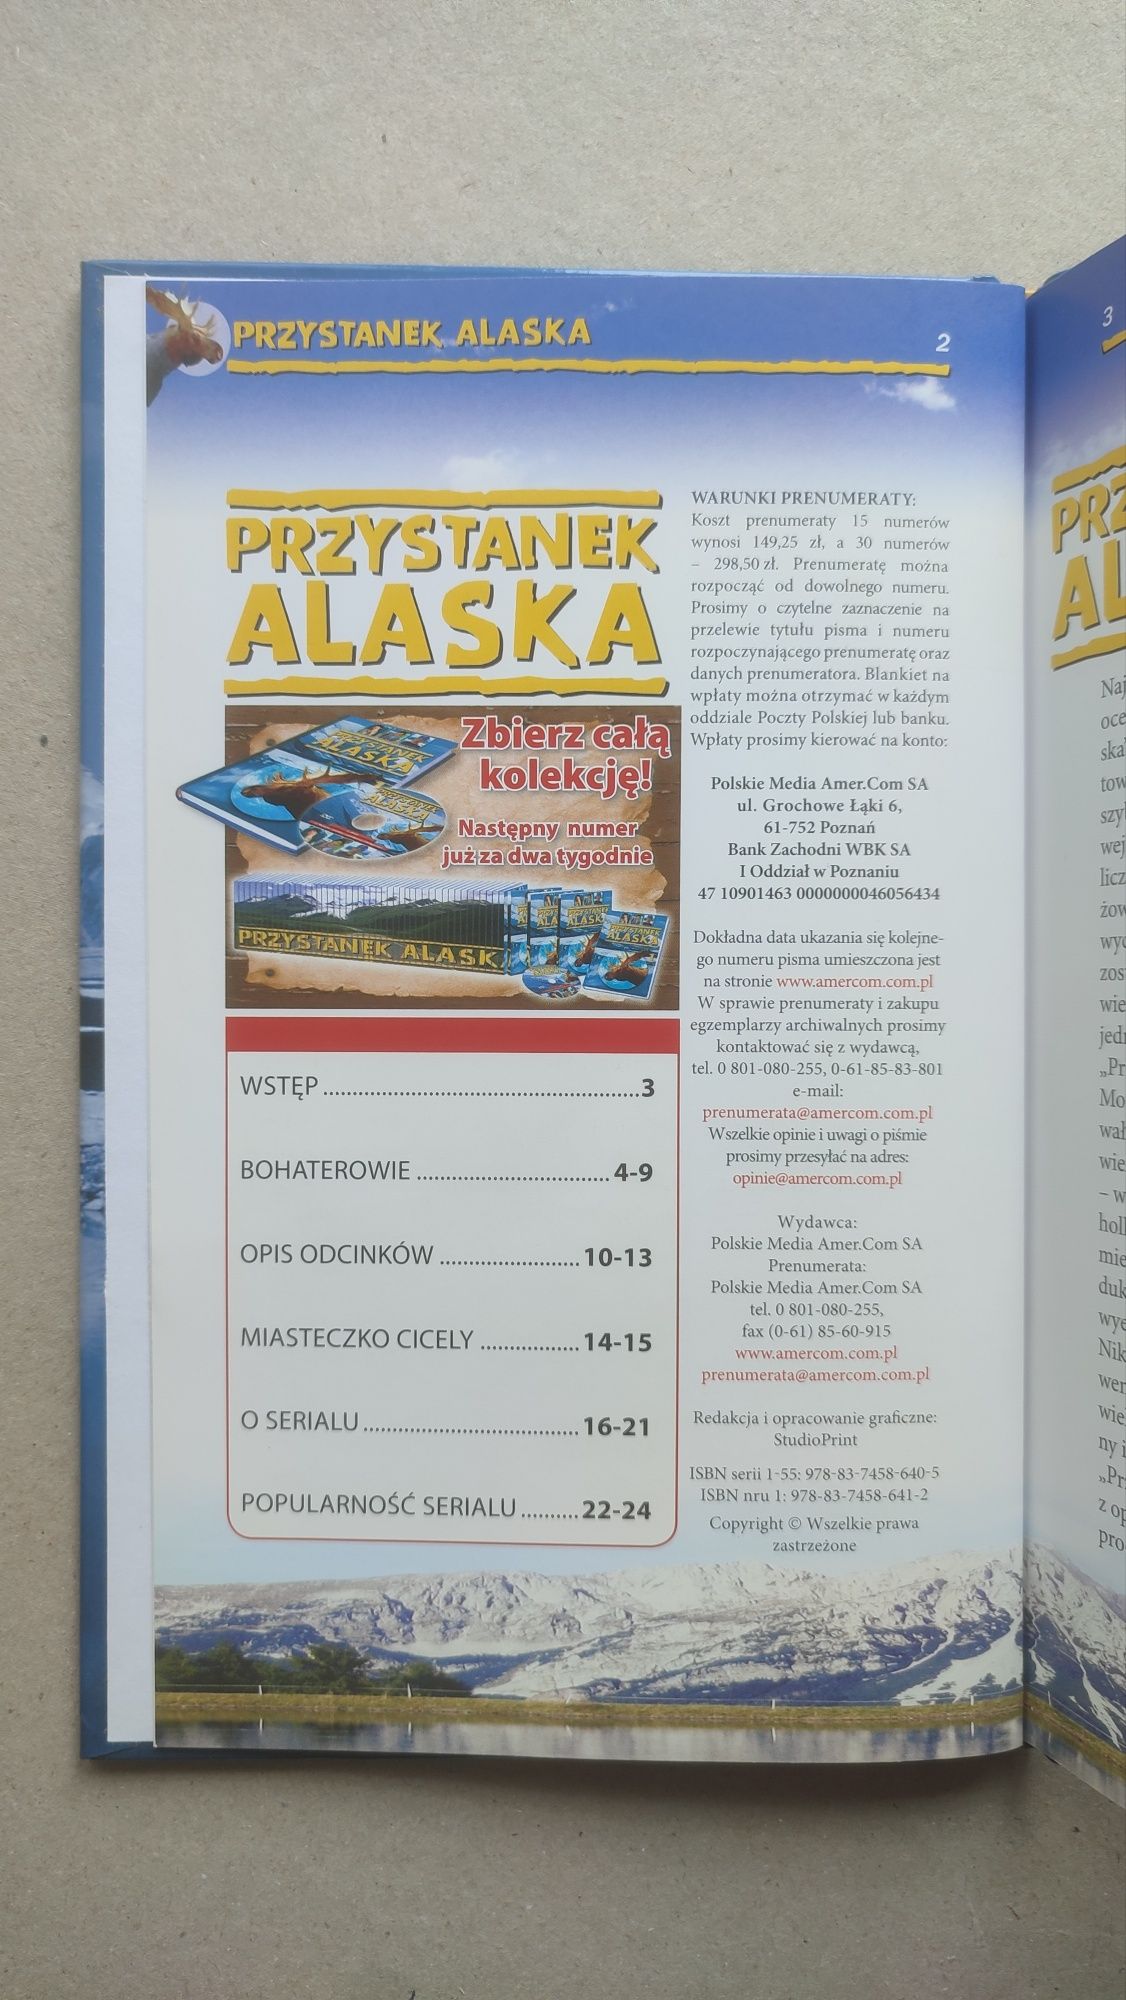 PRZYSTANEK ALASKA
2
PRZYSTANEK
ALASKA
PRZYSTANEK
ALASKA
Zbierz całą
kolekcję!
Następny numer
już za dwa tygodnie
PRZYSTANEK ALASK
WSTĘP 3
BOHATEROWIE 4-9
OPIS ODCINKÓW 10-13
MIASTECZKO CICELY 14-15
O SERIALU 16-21
POPULARNOŚĆ SERIALU 22-24
WARUNKI PRENUMERATY:
Koszt prenumeraty 15 numerów
wynosi 149,25 zł, a 30 numerów
– 298,50 zł. Prenumeratę można
rozpocząć od dowolnego numeru.
Prosimy o czytelne zaznaczenie na
przelewie tytułu pisma i numeru
rozpoczynającego prenumeratę oraz
danych prenumeratora. Blankiet na
wpłaty można otrzymać w każdym
oddziale Poczty Polskiej lub banku.
Wpłaty prosimy kierować na konto:
Polskie Media Amer.Com SA
ul. Grochowe Łąki 6,
61-752 Poznań
Bank Zachodni WBK SA
I Oddział w Poznaniu
47 10901463 0000000046056434
Dokładna data ukazania się kolejne-
go numeru pisma umieszczona jest
na stronie www.amercom.com.pl
W sprawie prenumeraty i zakupu
egzemplarzy archiwalnych prosimy
kontaktować się z wydawcą,
tel. 0 801-080-255, 0-61-85-83-801
e-mail:
prenumerata@amercom.com.pl
Wszelkie opinie i uwagi o piśmie
prosimy przesyłać na adres:
opinie@amercom.com.pl
Wydawca:
Polskie Media Amer.Com SA
Prenumerata:
Polskie Media Amer.Com SA
tel. 0 801-080-255,
fax (0-61) 85-60-915
www.amercom.com.pl
prenumerata@amercom.com.pl
Redakcja i opracowanie graficzne:
StudioPrint
ISBN serii 1-55: 978-83-7458-640-5
ISBN nru 1: 978-83-7458-641-2
Copyright © Wszelkie prawa
zastrzeżone
3